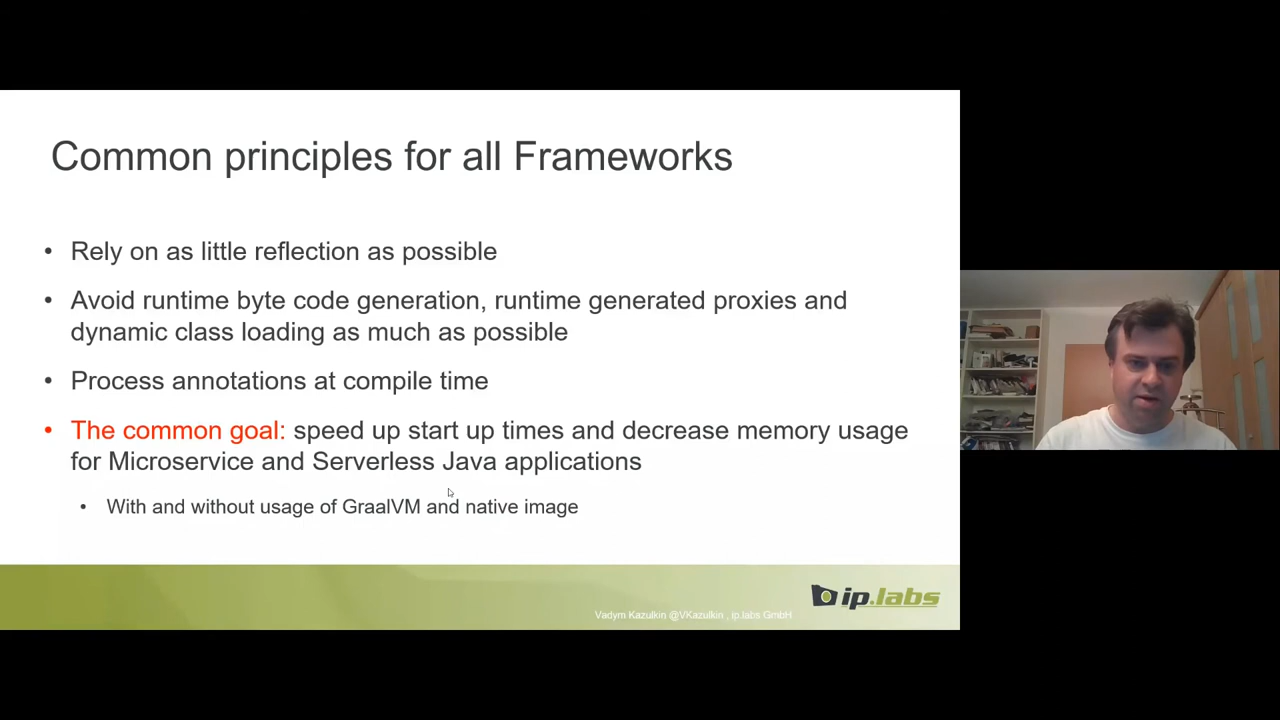 Common principles for all Frameworks
• Rely on as little reflection as possible
• Avoid runtime byte code generation, runtime generated proxies and
dynamic class loading as much as possible
• Process annotations at compile time
• The common goal: speed up start up times and decrease memory usage
for Microservice and Serverless Java applications
• With and without usage of GraalVM and native image
ip.labs
Vadym Kazulkin @VKazulkin , ip.labs GmbH